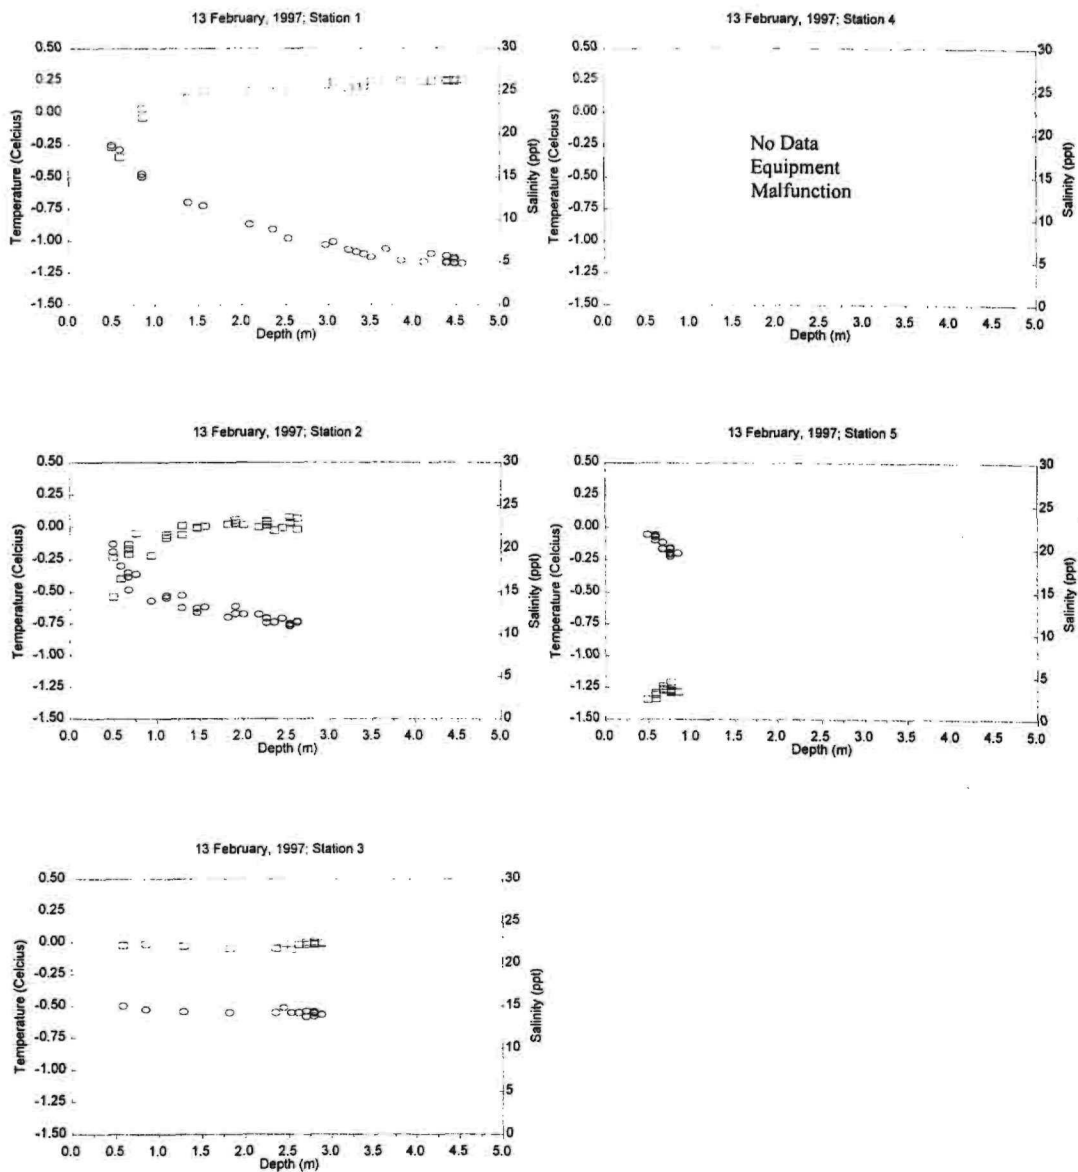 13 February, 1997; Station 1
0.50
0.25
0.00
-0.25
-0.50
-0.75
-1.00
-1.25
-1.50
Temperature (Celcius)
30
25
20
15
10
5
0
Salinity (ppt)
0.0 0.5 1.0 1.5 2.0 2.5 3.0 3.5 4.0 4.5 5.0
Depth (m)
13 February, 1997; Station 4
0.50
0.25
0.00
-0.25
-0.50
-0.75
-1.00
-1.25
-1.50
Temperature (Celcius)
No Data
Equipment
Malfunction
30
25
20
15
10
5
0
Salinity (ppt)
0.0 0.5 1.0 1.5 2.0 2.5 3.0 3.5 4.0 4.5 5.0
Depth (m)
13 February, 1997; Station 2
0.50
0.25
0.00
-0.25
-0.50
-0.75
-1.00
-1.25
-1.50
Temperature (Celcius)
30
25
20
15
10
5
0
Salinity (ppt)
0.0 0.5 1.0 1.5 2.0 2.5 3.0 3.5 4.0 4.5 5.0
Depth (m)
13 February, 1997; Station 5
0.50
0.25
0.00
-0.25
-0.50
-0.75
-1.00
-1.25
-1.50
Temperature (Celcius)
30
25
20
15
10
5
0
Salinity (ppt)
0.0 0.5 1.0 1.5 2.0 2.5 3.0 3.5 4.0 4.5 5.0
Depth (m)
13 February, 1997; Station 3
0.50
0.25
0.00
-0.25
-0.50
-0.75
-1.00
-1.25
-1.50
Temperature (Celcius)
30
25
20
15
10
5
0
Salinity (ppt)
0.0 0.5 1.0 1.5 2.0 2.5 3.0 3.5 4.0 4.5 5.0
Depth (m)